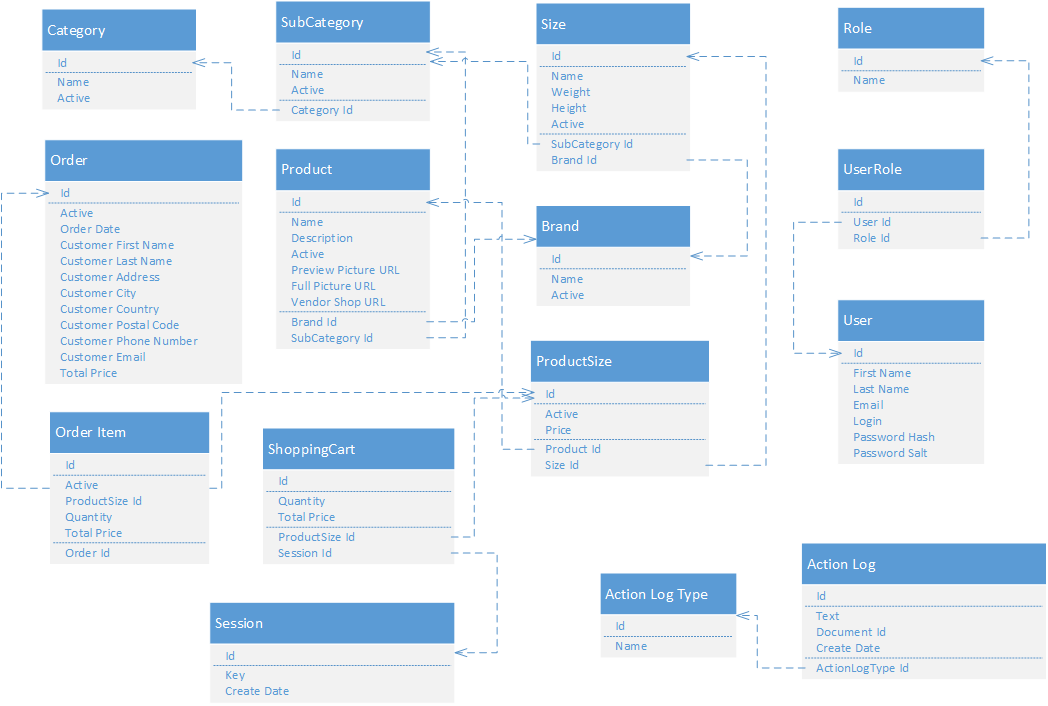 Category
Id
Name
Active
SubCategory
Id
Name
Active
Category Id
Size
Id
Name
Weight
Height
Active
SubCategory Id
Brand Id
Role
Id
Name
Order
Id
Active
Order Date
Customer First Name
Customer Last Name
Customer Address
Customer City
Customer Country
Customer Postal Code
Customer Phone Number
Customer Email
Total Price
Product
Id
Name
Description
Active
Preview Picture URL
Full Picture URL
Vendor Shop URL
Brand Id
SubCategory Id
Brand
Id
Name
Active
UserRole
Id
User Id
Role Id
User
Id
First Name
Last Name
Email
Login
Password Hash
Password Salt
ProductSize
Id
Active
Price
Product Id
Size Id
Order Item
Id
Active
ProductSize Id
Quantity
Total Price
Order Id
ShoppingCart
Id
Quantity
Total Price
ProductSize Id
Session Id
Session
Id
Key
Create Date
Action Log Type
Id
Name
Action Log
Id
Text
Document Id
Create Date
ActionLogType Id